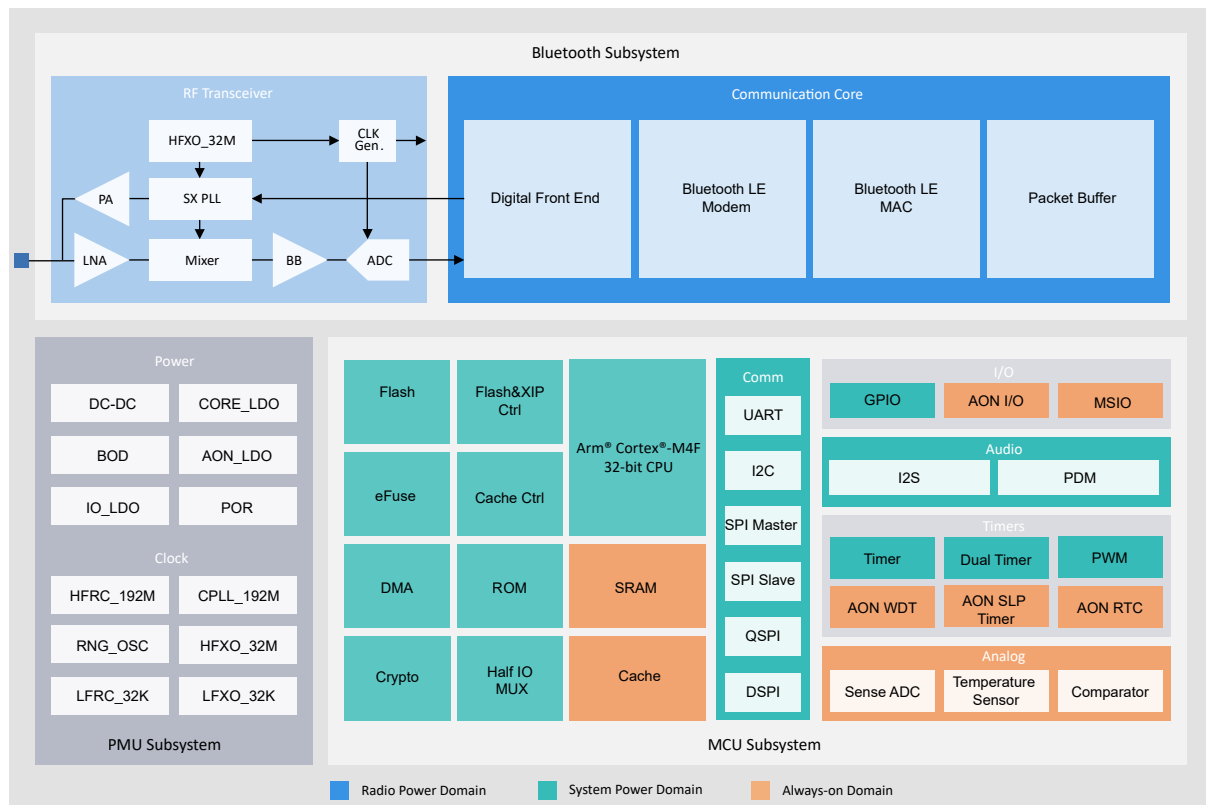 Bluetooth Subsystem
RF Transceiver
HFXO_32M
CLK
Gen.
PA
SX PLL
LNA
Mixer
BB
ADC
Communication Core
Digital Front End
Bluetooth LE
Modem
Bluetooth LE
MAC
Packet Buffer
Power
DC-DC
CORE_LDO
BOD
AON_LDO
IO_LDO
POR
Clock
HFRC_192M
CPLL_192M
RNG_OSC
HFXO_32M
LFRC_32K
LFXO_32K
PMU Subsystem
Flash
Flash&XIP
Ctrl
Arm® Cortex®-M4F
32-bit CPU
eFuse
Cache Ctrl
DMA
ROM
SRAM
Crypto
Half IO
MUX
Cache
Comm
UART
I2C
SPI Master
SPI Slave
QSPI
DSPI
I/O
GPIO
AON I/O
MSIO
Audio
I2S
PDM
Timers
Timer
Dual Timer
PWM
AON WDT
AON SLP
Timer
AON RTC
Analog
Sense ADC
Temperature
Sensor
Comparator
MCU Subsystem
Radio Power Domain
System Power Domain
Always-on Domain